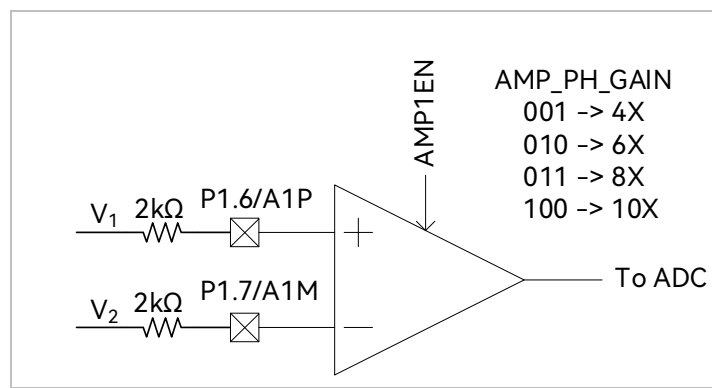 AMP1EN
AMP_PH_GAIN
001 -> 4X
010 -> 6X
011 -> 8X
100 -> 10X
V1 2kΩ P1.6/A1P
+
V2 2kΩ P1.7/A1M
−
To ADC